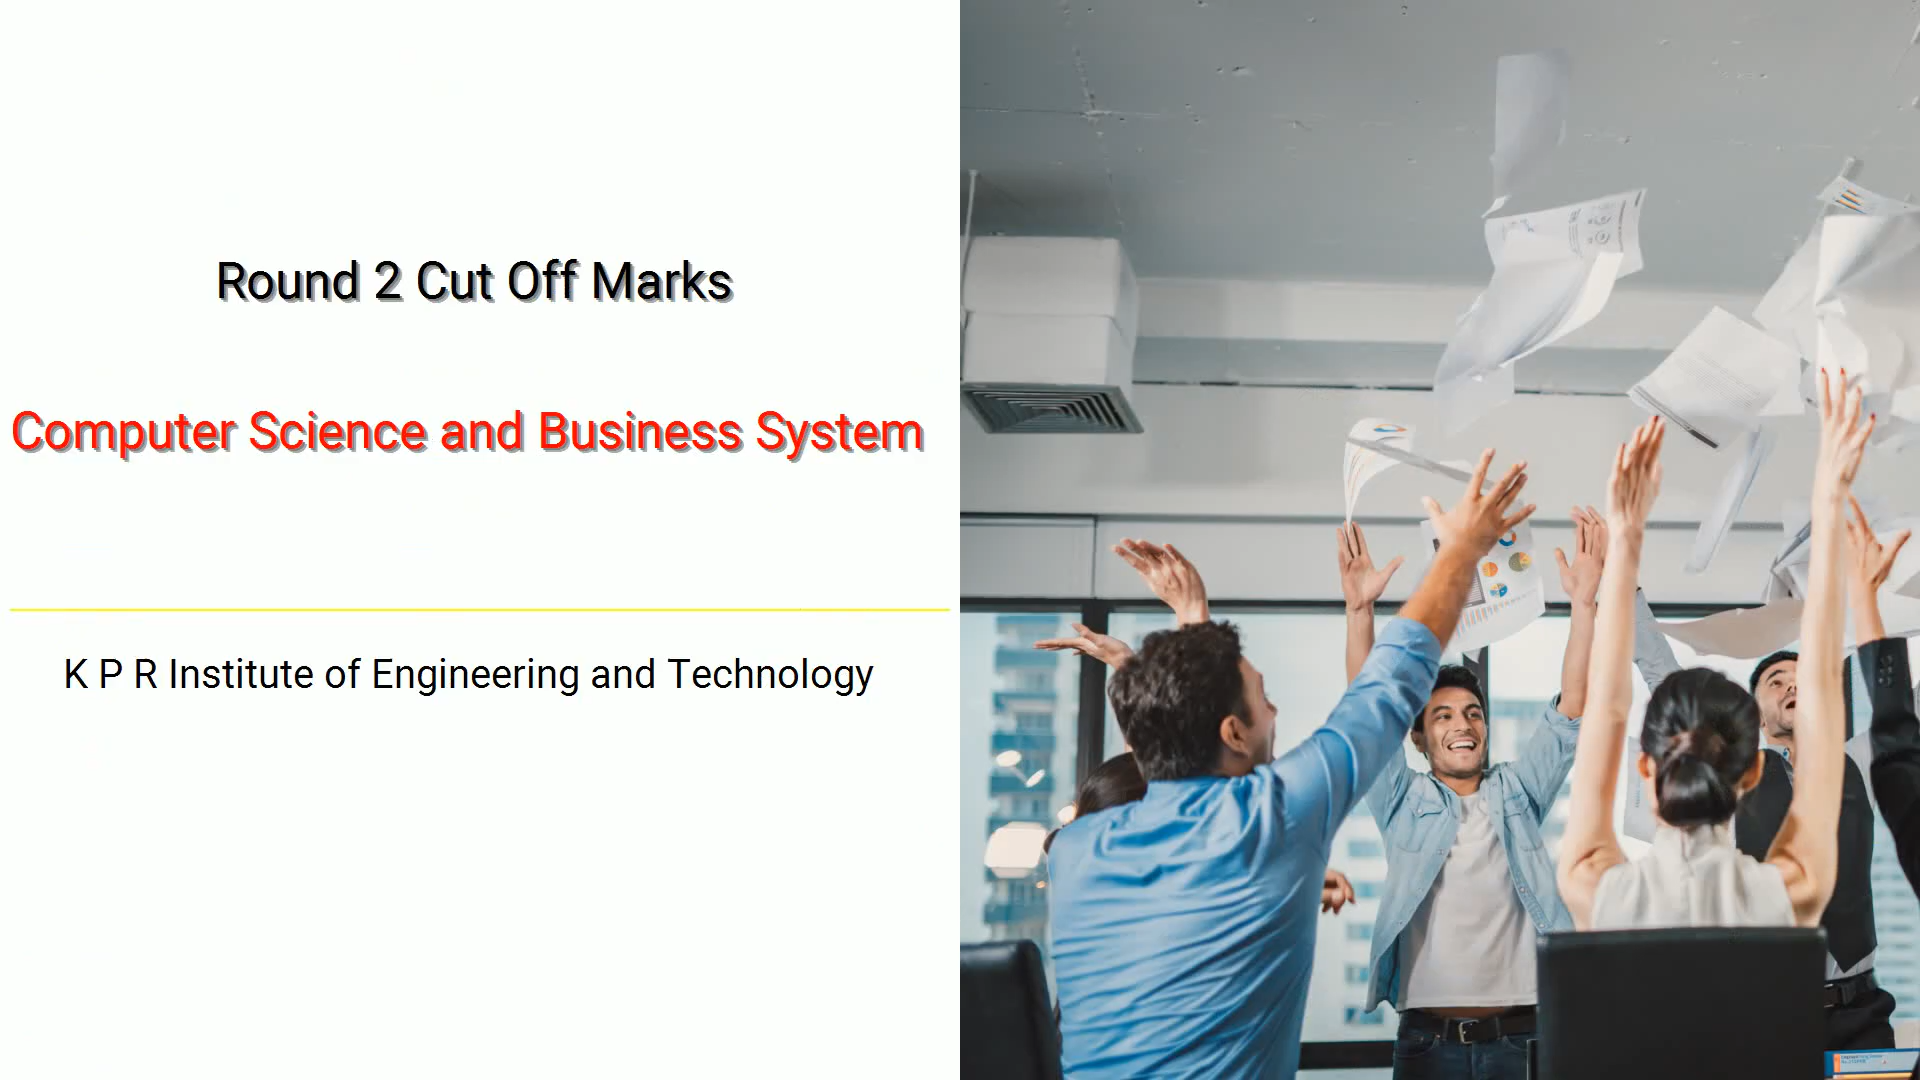 Round 2 Cut Off Marks
Computer Science and Business System
K P R Institute of Engineering and Technology